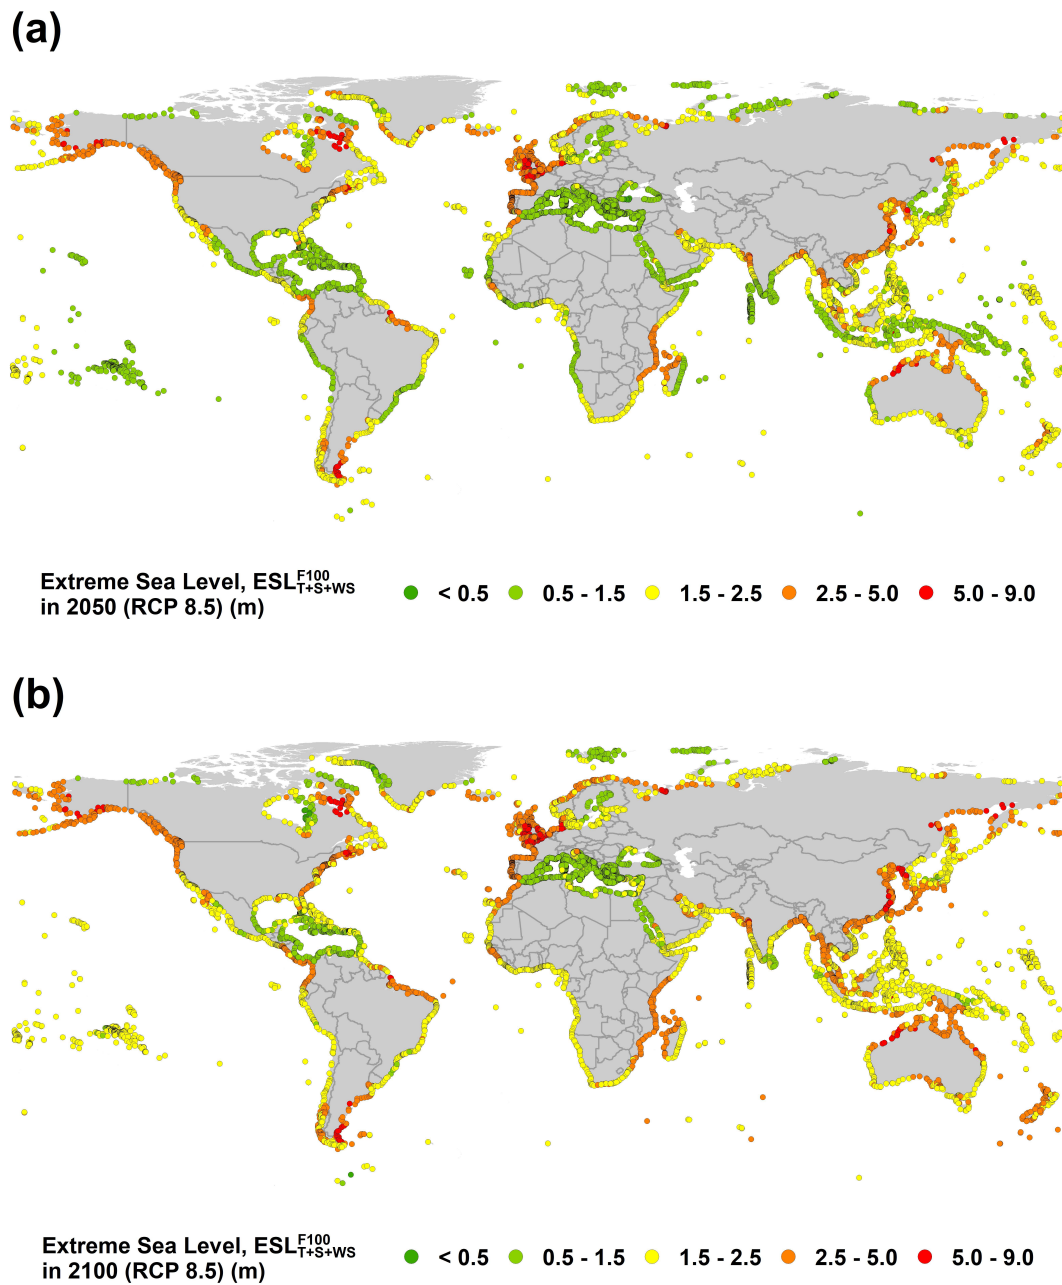 (a)
Extreme Sea Level, ESL^F100_T+S+WS
in 2050 (RCP 8.5) (m)
< 0.5 0.5 - 1.5 1.5 - 2.5 2.5 - 5.0 5.0 - 9.0
(b)
Extreme Sea Level, ESL^F100_T+S+WS
in 2100 (RCP 8.5) (m)
< 0.5 0.5 - 1.5 1.5 - 2.5 2.5 - 5.0 5.0 - 9.0